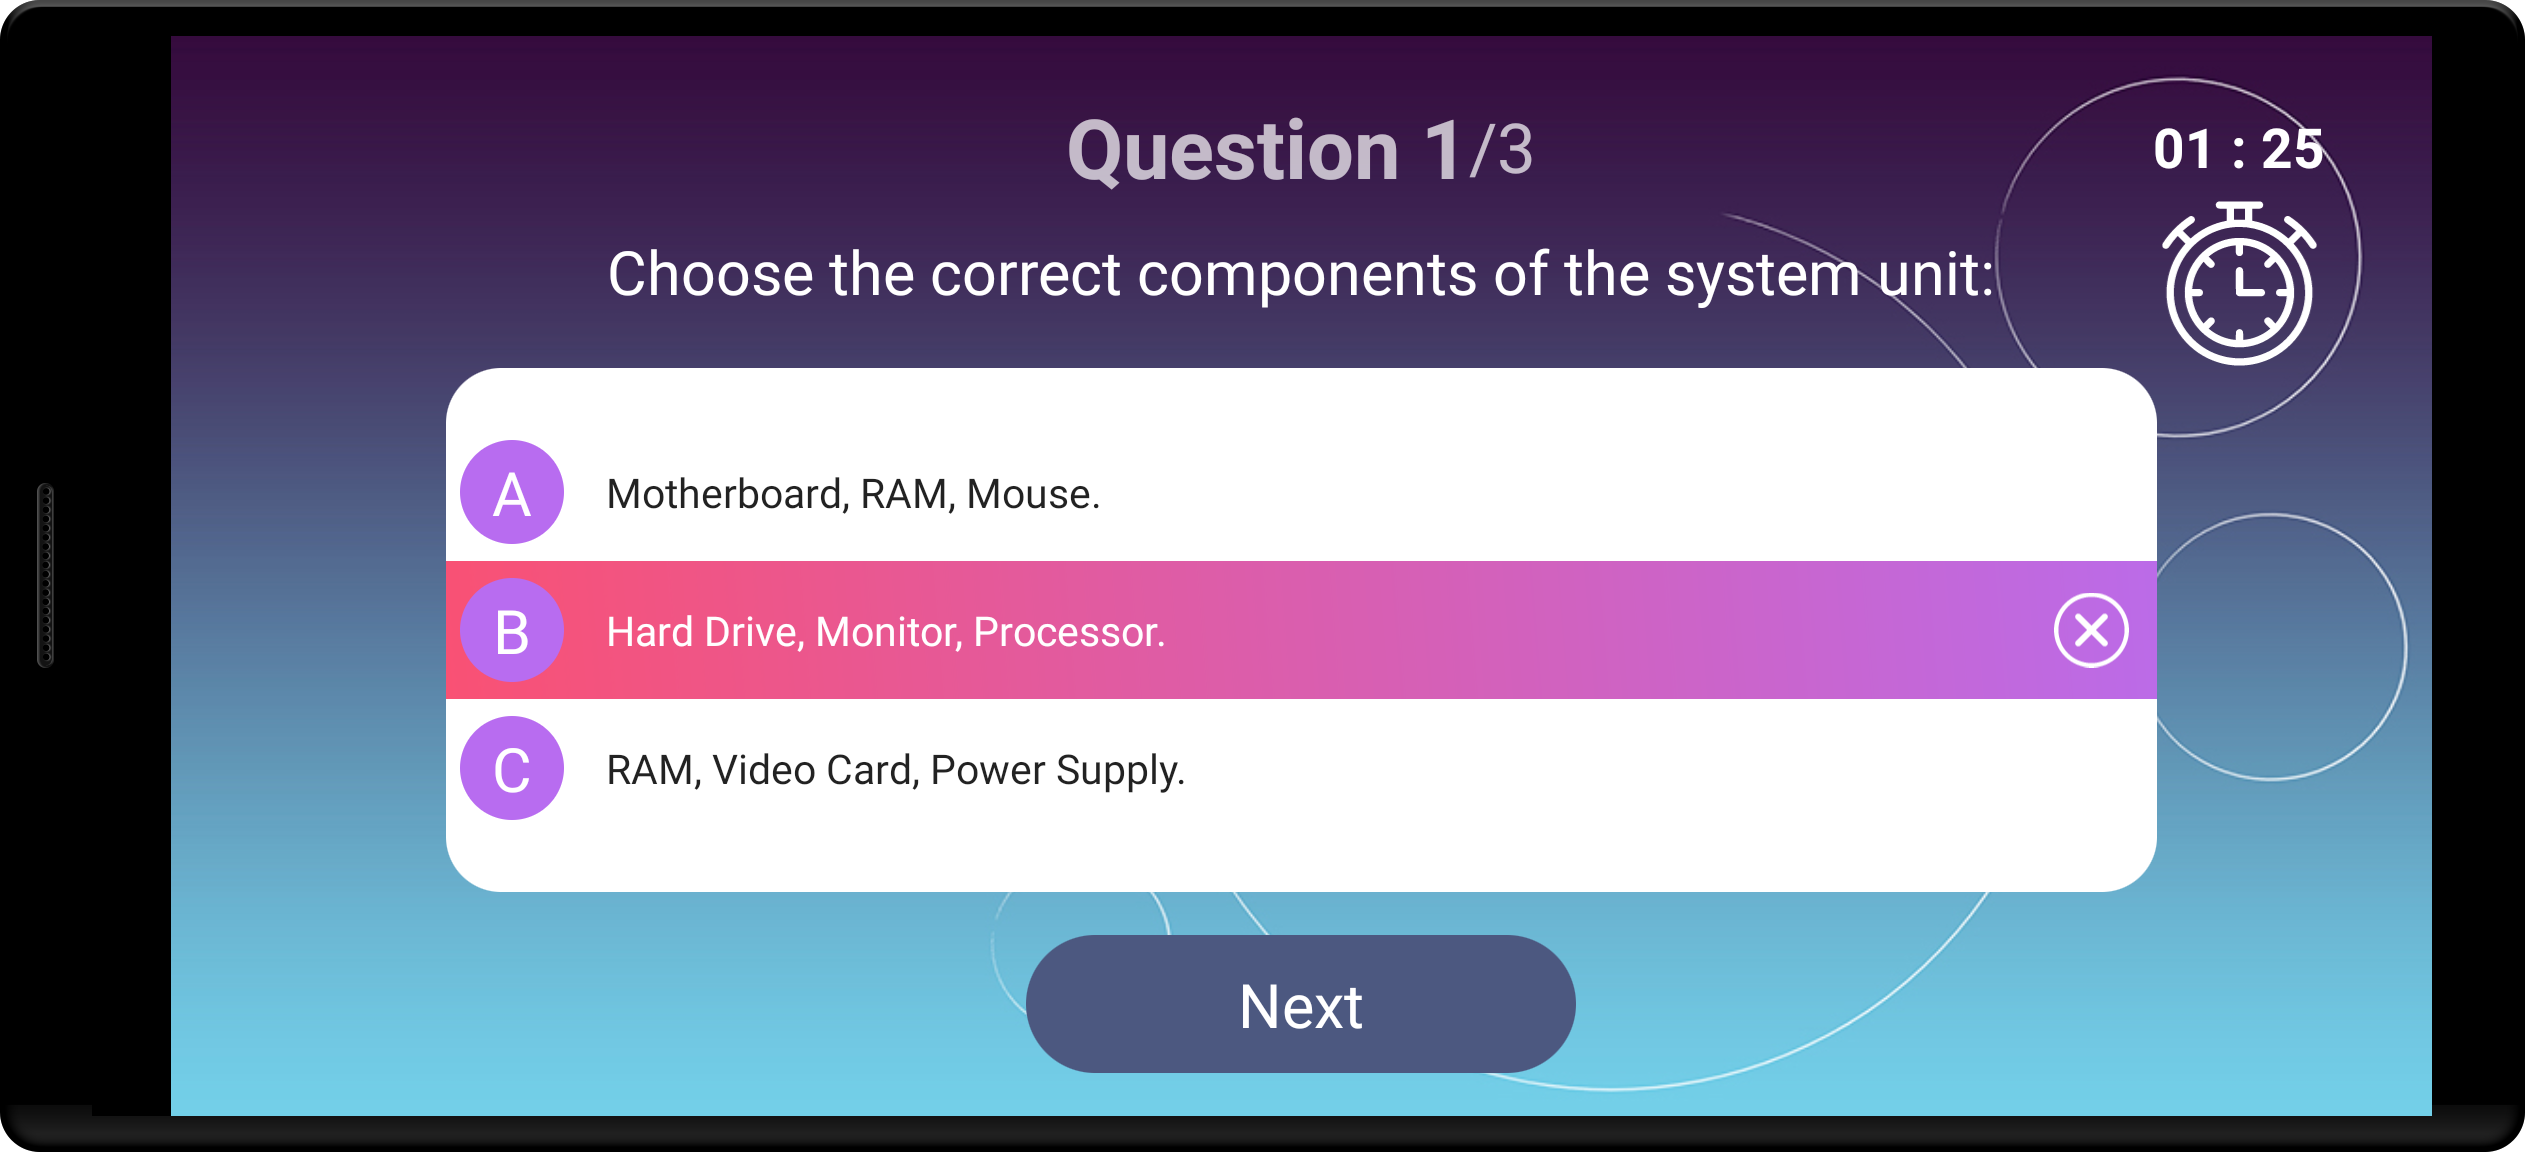 Question 1/3
01 : 25
Choose the correct components of the system unit:
A Motherboard, RAM, Mouse.
B Hard Drive, Monitor, Processor.
C RAM, Video Card, Power Supply.
Next